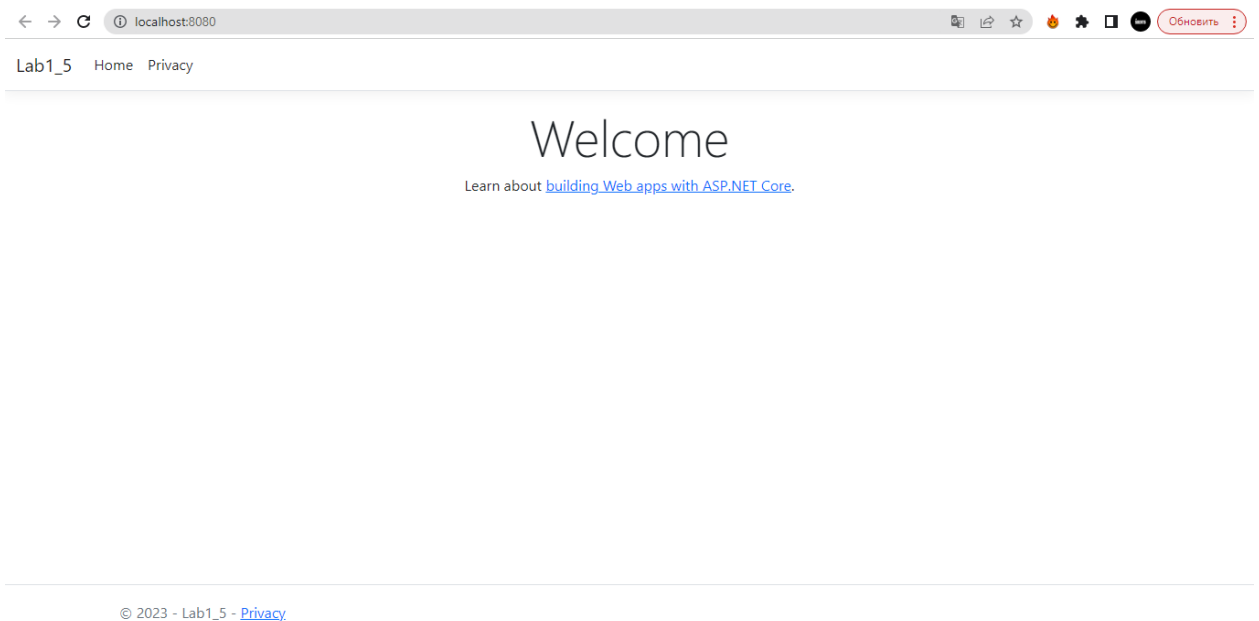 localhost:8080
Обновить
Lab1_5 Home Privacy
Welcome
Learn about building Web apps with ASP.NET Core.
© 2023 - Lab1_5 - Privacy